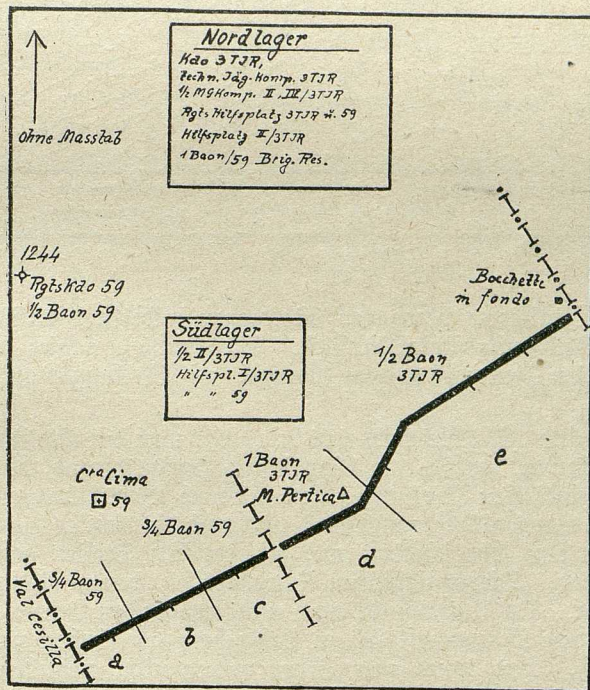 Nordlager
Kdo 3TJR,
techn. Jäg. Komp. 3TJR
½ MGKomp. II, IV/3TJR
Rgts Hilfsplatz 3TJR u. 59
Hilfsplatz II/3TJR
1 Baon/59 Brig. Res.
ohne Masstab
1244
RgtsKdo 59
½ Baon 59
Bocchette
in fondo
Südlager
½ II/3TJR
Hilfspl. I/3TJR
" " 59
1/2 Baon
3TJR
e
1 Baon
3TJR
M. Pertica
Cra Cima
59
3/4 Baon 59
d
3/4 Baon
59
c
b
a
Val Cesilla